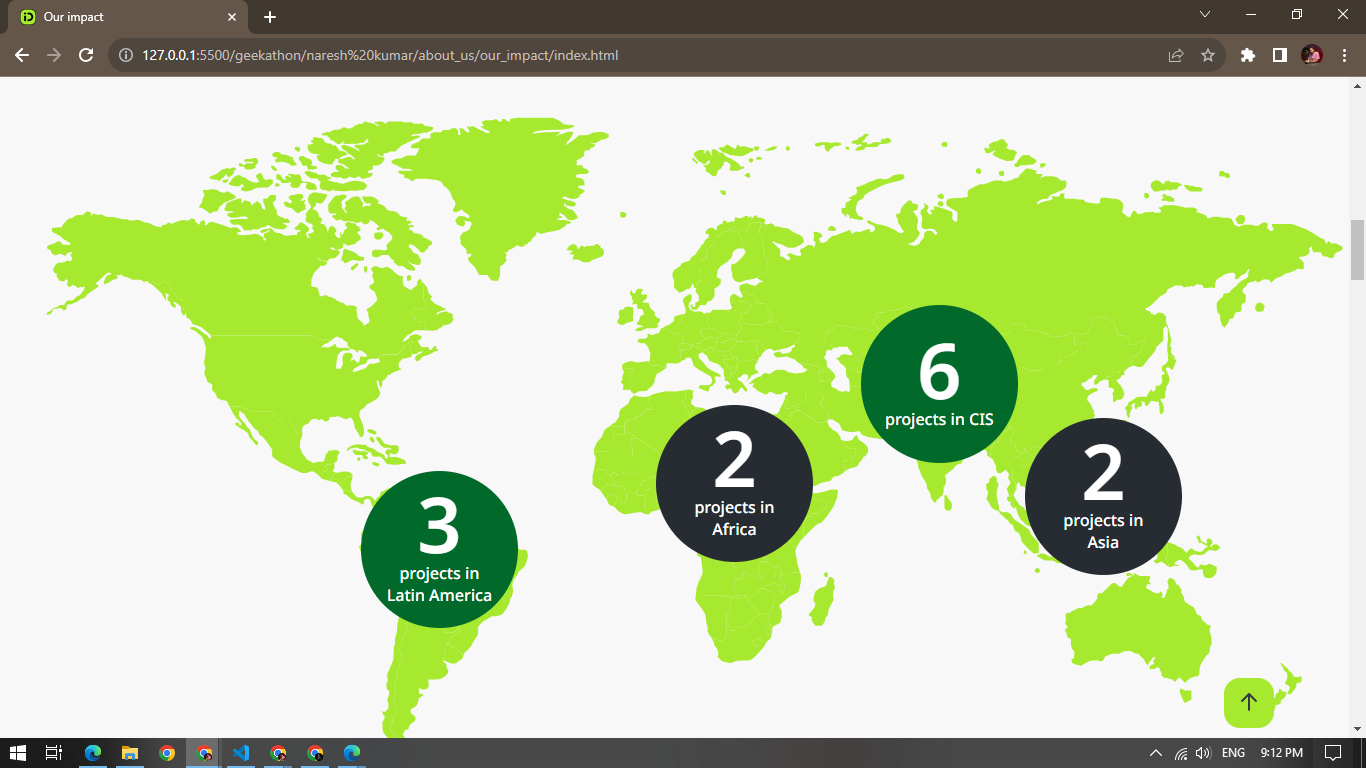 Our impact
127.0.0.1:5500/geekathon/naresh%20kumar/about_us/our_impact/index.html
6
projects in CIS
2
projects in
Africa
2
projects in
Asia
3
projects in
Latin America
ENG
9:12 PM